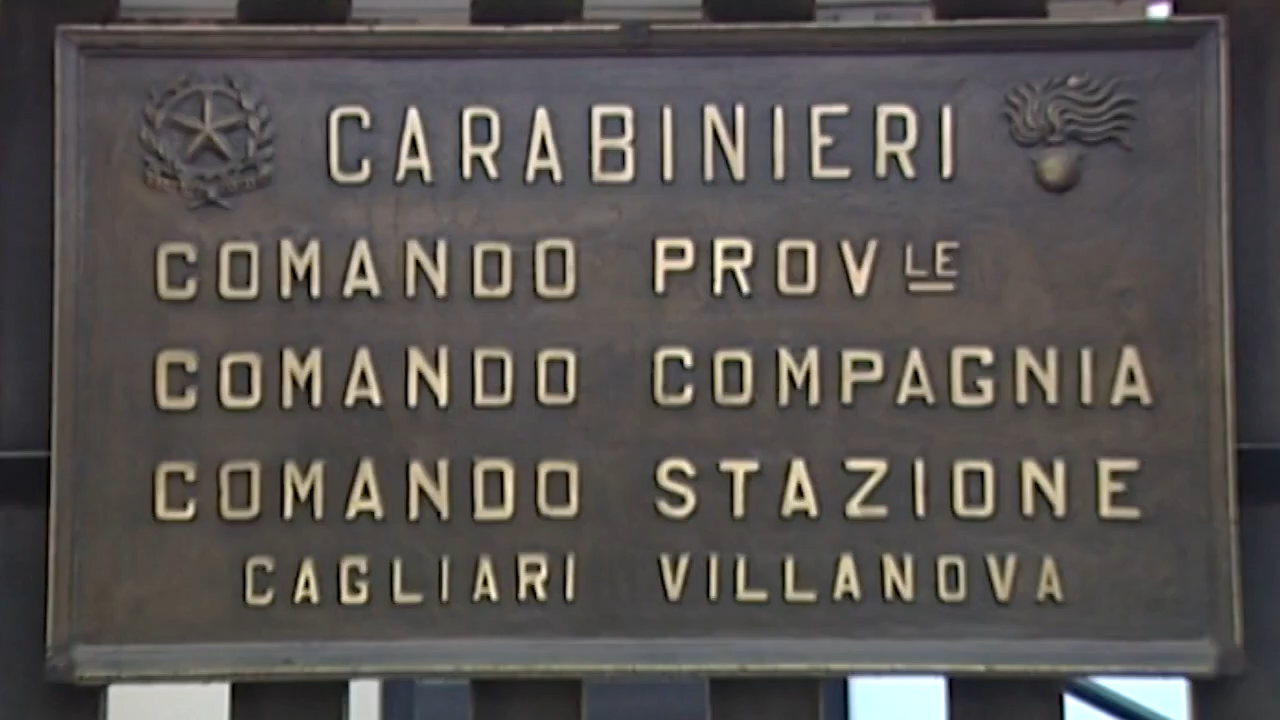 CARABINIERI
COMANDO PROVLE
COMANDO COMPAGNIA
COMANDO STAZIONE
CAGLIARI VILLANOVA